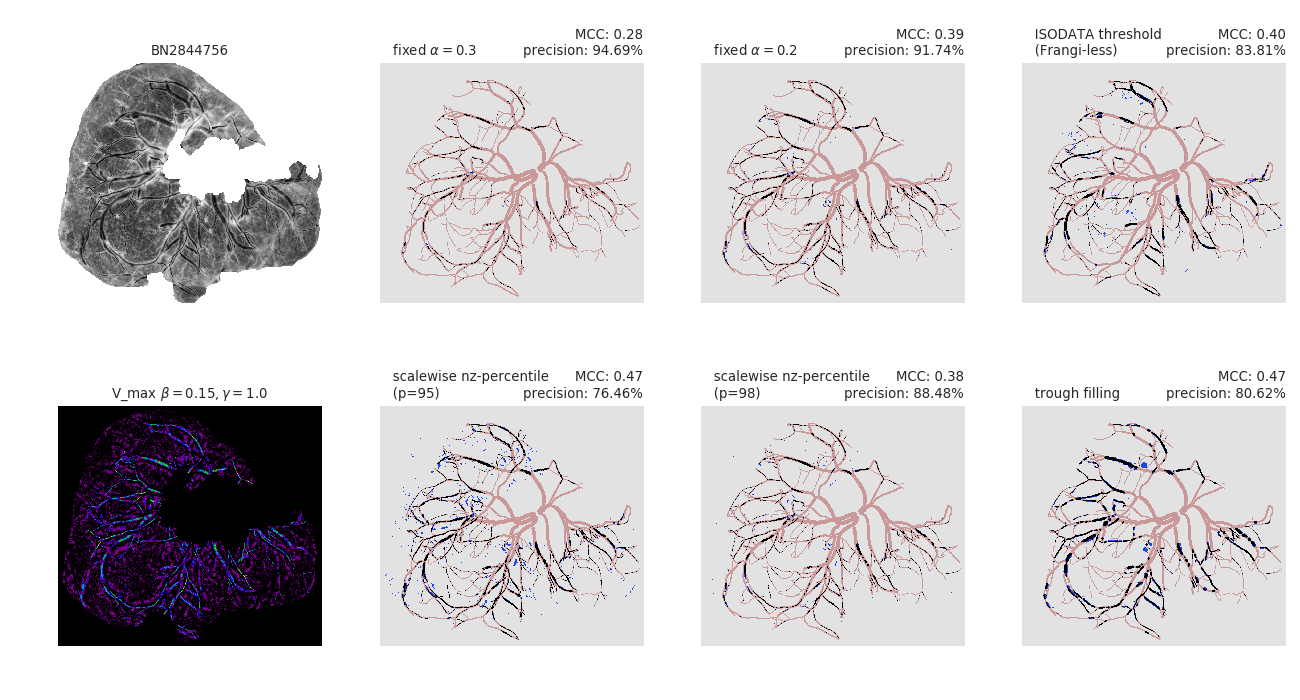 BN2844756
MCC: 0.28
fixed α = 0.3 precision: 94.69%
MCC: 0.39
fixed α = 0.2 precision: 91.74%
ISODATA threshold MCC: 0.40
(Frangi-less) precision: 83.81%
V_max β = 0.15, γ = 1.0
scalewise nz-percentile MCC: 0.47
(p=95) precision: 76.46%
scalewise nz-percentile MCC: 0.38
(p=98) precision: 88.48%
MCC: 0.47
trough filling precision: 80.62%